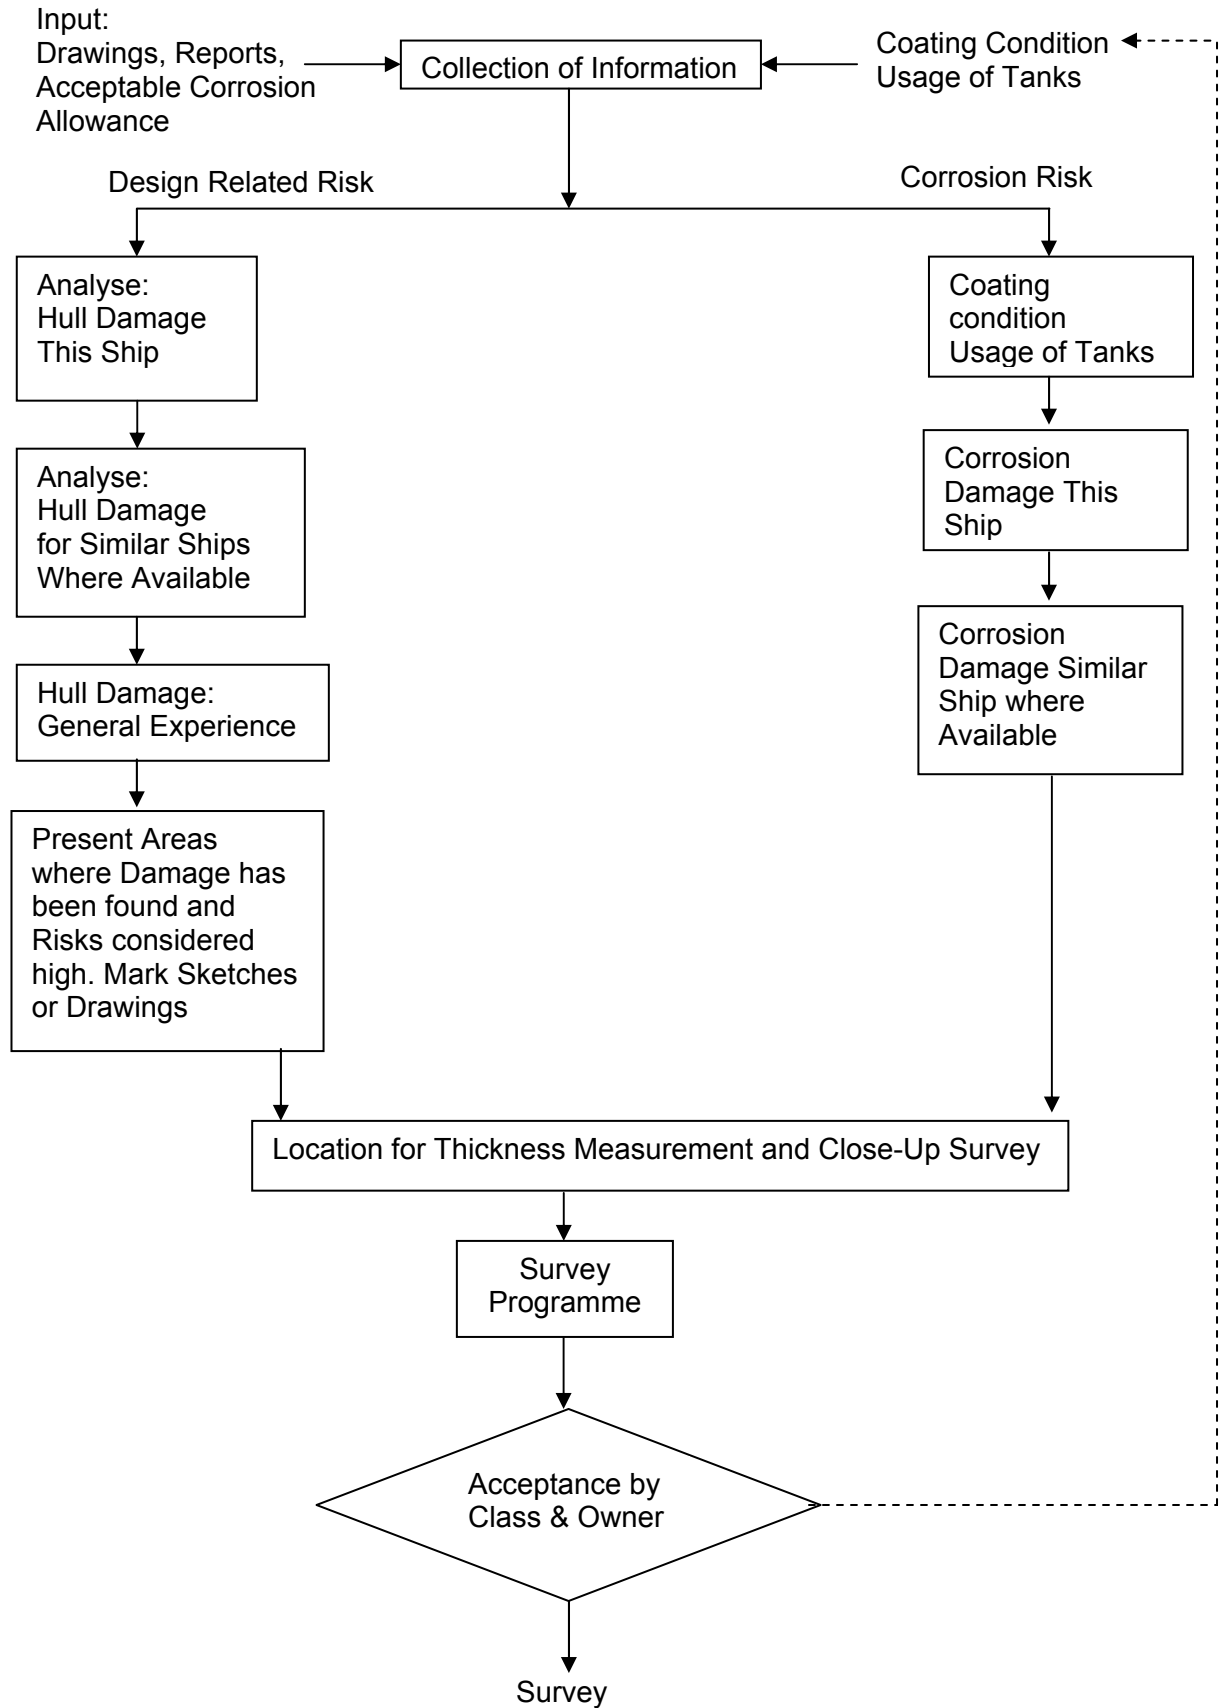 Input:
Drawings, Reports,
Acceptable Corrosion
Allowance
Collection of Information
Coating Condition
Usage of Tanks
Design Related Risk
Corrosion Risk
Analyse:
Hull Damage
This Ship
Coating
condition
Usage of Tanks
Analyse:
Hull Damage
for Similar Ships
Where Available
Corrosion
Damage This
Ship
Hull Damage:
General Experience
Corrosion
Damage Similar
Ship where
Available
Present Areas
where Damage has
been found and
Risks considered
high. Mark Sketches
or Drawings
Location for Thickness Measurement and Close-Up Survey
Survey
Programme
Acceptance by
Class & Owner
Survey